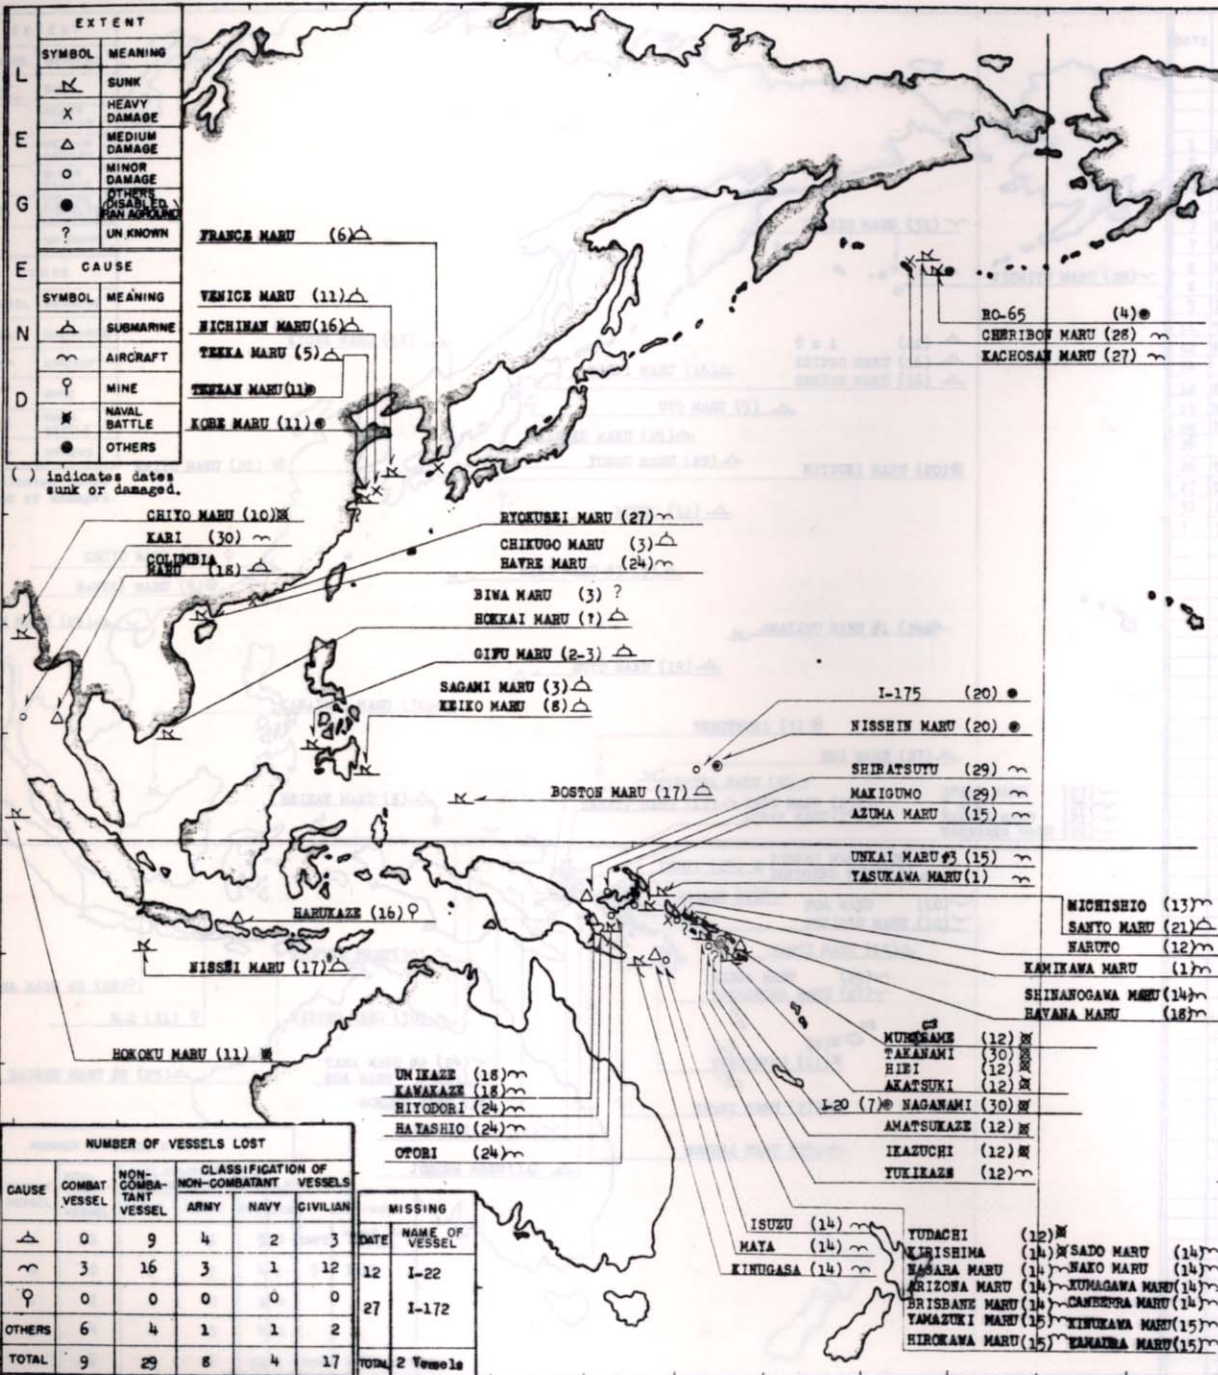 LEGEND
EXTENT
SYMBOL MEANING
SUNK
X HEAVY DAMAGE
△ MEDIUM DAMAGE
○ MINOR DAMAGE
● OTHERS (DISABLED RAN AGROUND)
? UNKNOWN
CAUSE
SYMBOL MEANING
SUBMARINE
AIRCRAFT
MINE
NAVAL BATTLE
● OTHERS
indicates dates
sunk or damaged.
FRANCE MARU (6)
VENICE MARU (11)
NICHINAN MARU (16)
TEKKA MARU (5)
TENZAN MARU (11)
KOBE MARU (11)
CHIYO MARU (10)
KARI (30)
COLUMBIA
MARU (18)
RYOKUSEI MARU (27)
CHIKUGO MARU (3)
HAVRE MARU (24)
BIWA MARU (3) ?
HOKKAI MARU (?)
GIFU MARU (2-3)
SAGAMI MARU (3)
KEIKO MARU (8)
RO-65 (4)
CHERIBON MARU (28)
KACHOSAN MARU (27)
I-175 (20)
NISSHIN MARU (20)
BOSTON MARU (17)
SHIRATSUYU (29)
MAKIGUMO (29)
AZUMA MARU (15)
UNKAI MARU #3 (15)
YASUKAWA MARU (1)
MICHISHIO (13)
SANYO MARU (21)
NARUTO (12)
KAMIKAWA MARU (1)
SHINANOGAWA MARU (14)
HAVANA MARU (18)
HARUKAZE (16)
NISSEI MARU (17)
HOKOKU MARU (11)
UMIKAZE (18)
KAWAKAZE (18)
HIYODORI (24)
HAYASHIO (24)
OTORI (24)
MURASAME (12)
TAKANAMI (30)
HIEI (12)
AKATSUKI (12)
I-20 (7) NAGANAMI (30)
AMATSUKAZE (12)
IKAZUCHI (12)
YUKIKAZE (12)
ISUZU (14)
MAYA (14)
KINUGASA (14)
YUDACHI (12)
KIRISHIMA (14) SADO MARU (14)
NAGARA MARU (14) NAKO MARU (14)
ARIZONA MARU (14) KUMAGAWA MARU (14)
BRISBANE MARU (14) CANBERRA MARU (14)
YAMAZUKI MARU (15) KINUKAWA MARU (15)
HIROKAWA MARU (15) YAMAURA MARU (15)
NUMBER OF VESSELS LOST
CAUSE COMBAT VESSEL NON-COMBA-TANT VESSEL CLASSIFICATION OF NON-COMBATANT VESSELS
ARMY NAVY CIVILIAN
0 9 4 2 3
3 16 3 1 12
0 0 0 0 0
OTHERS 6 4 1 1 2
TOTAL 9 29 8 4 17
MISSING
DATE NAME OF VESSEL
12 I-22
27 I-172
TOTAL 2 Vessels